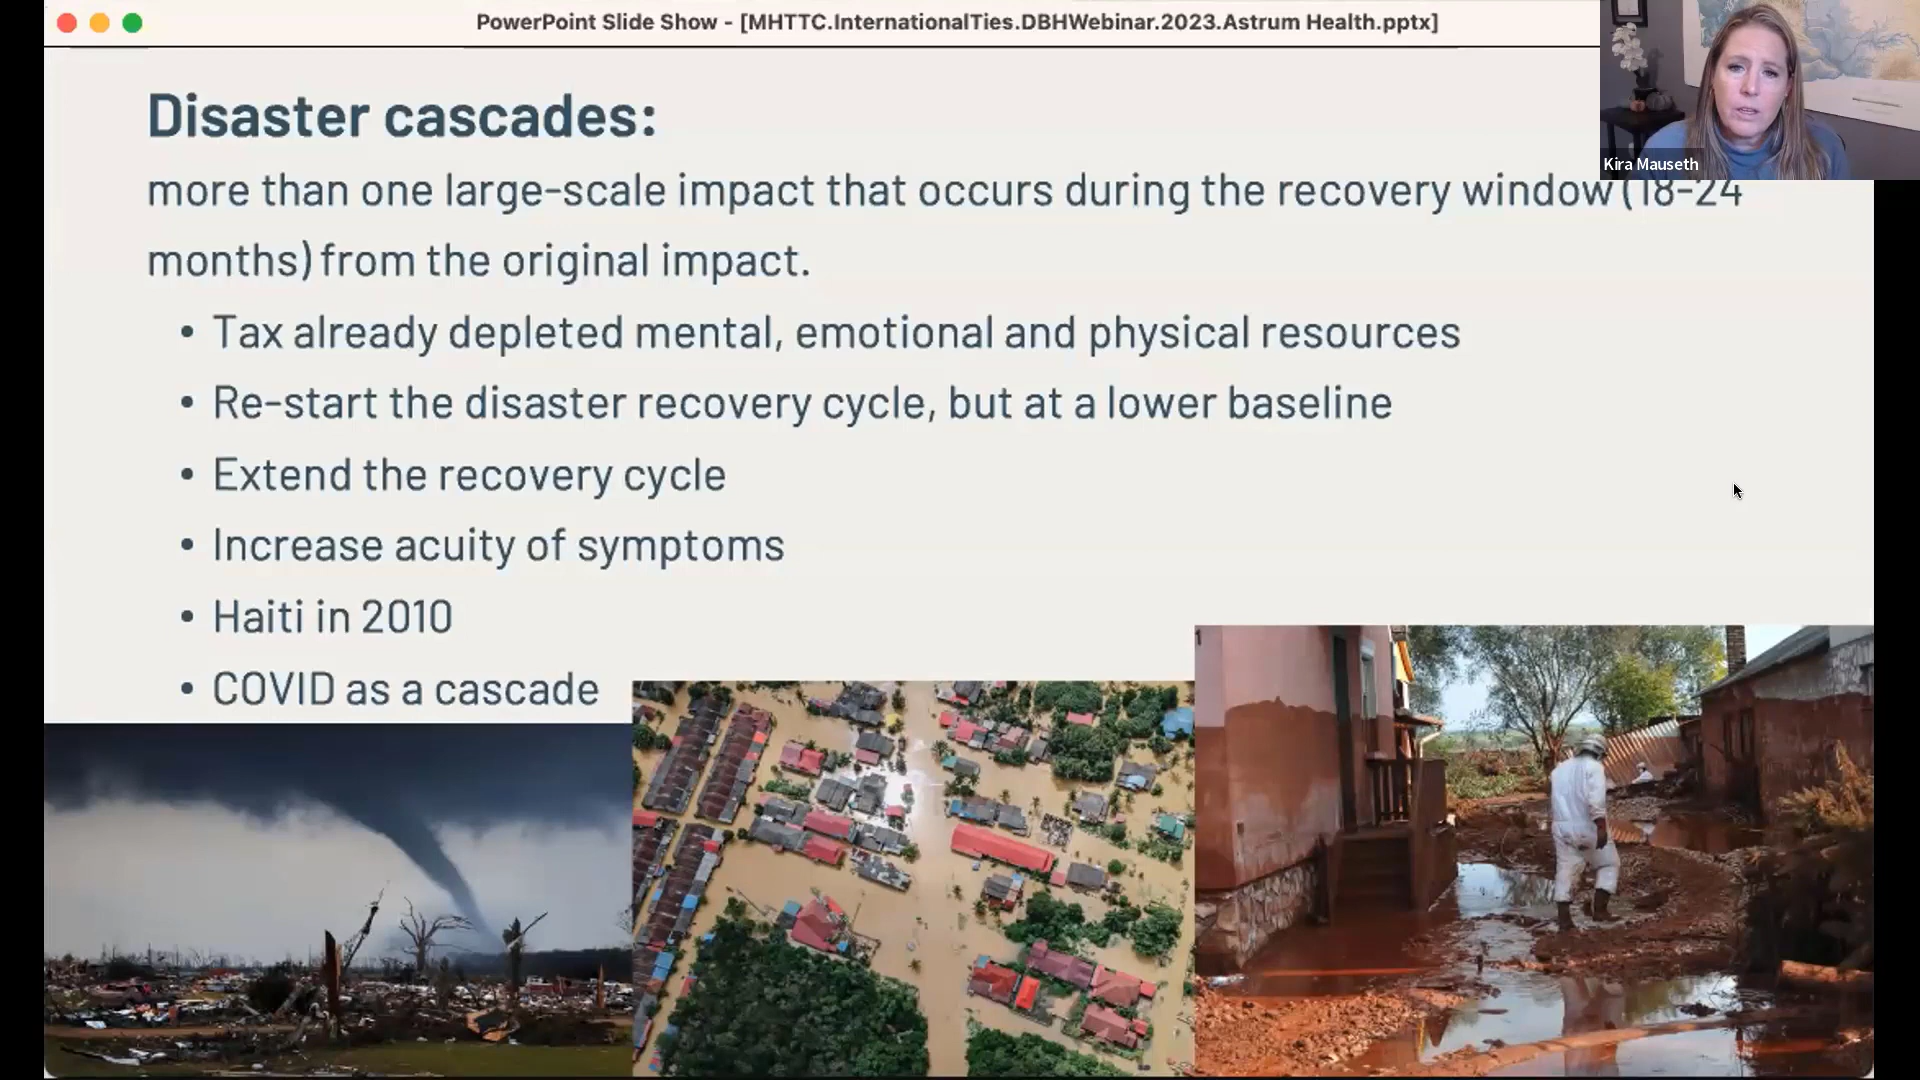 PowerPoint Slide Show - [MHTTC.InternationalTies.DBHWebinar.2023.Astrum Health.pptx]
Kira Mauseth
Disaster cascades:
more than one large-scale impact that occurs during the recovery window (18-24
months) from the original impact.
• Tax already depleted mental, emotional and physical resources
• Re-start the disaster recovery cycle, but at a lower baseline
• Extend the recovery cycle
• Increase acuity of symptoms
• Haiti in 2010
• COVID as a cascade